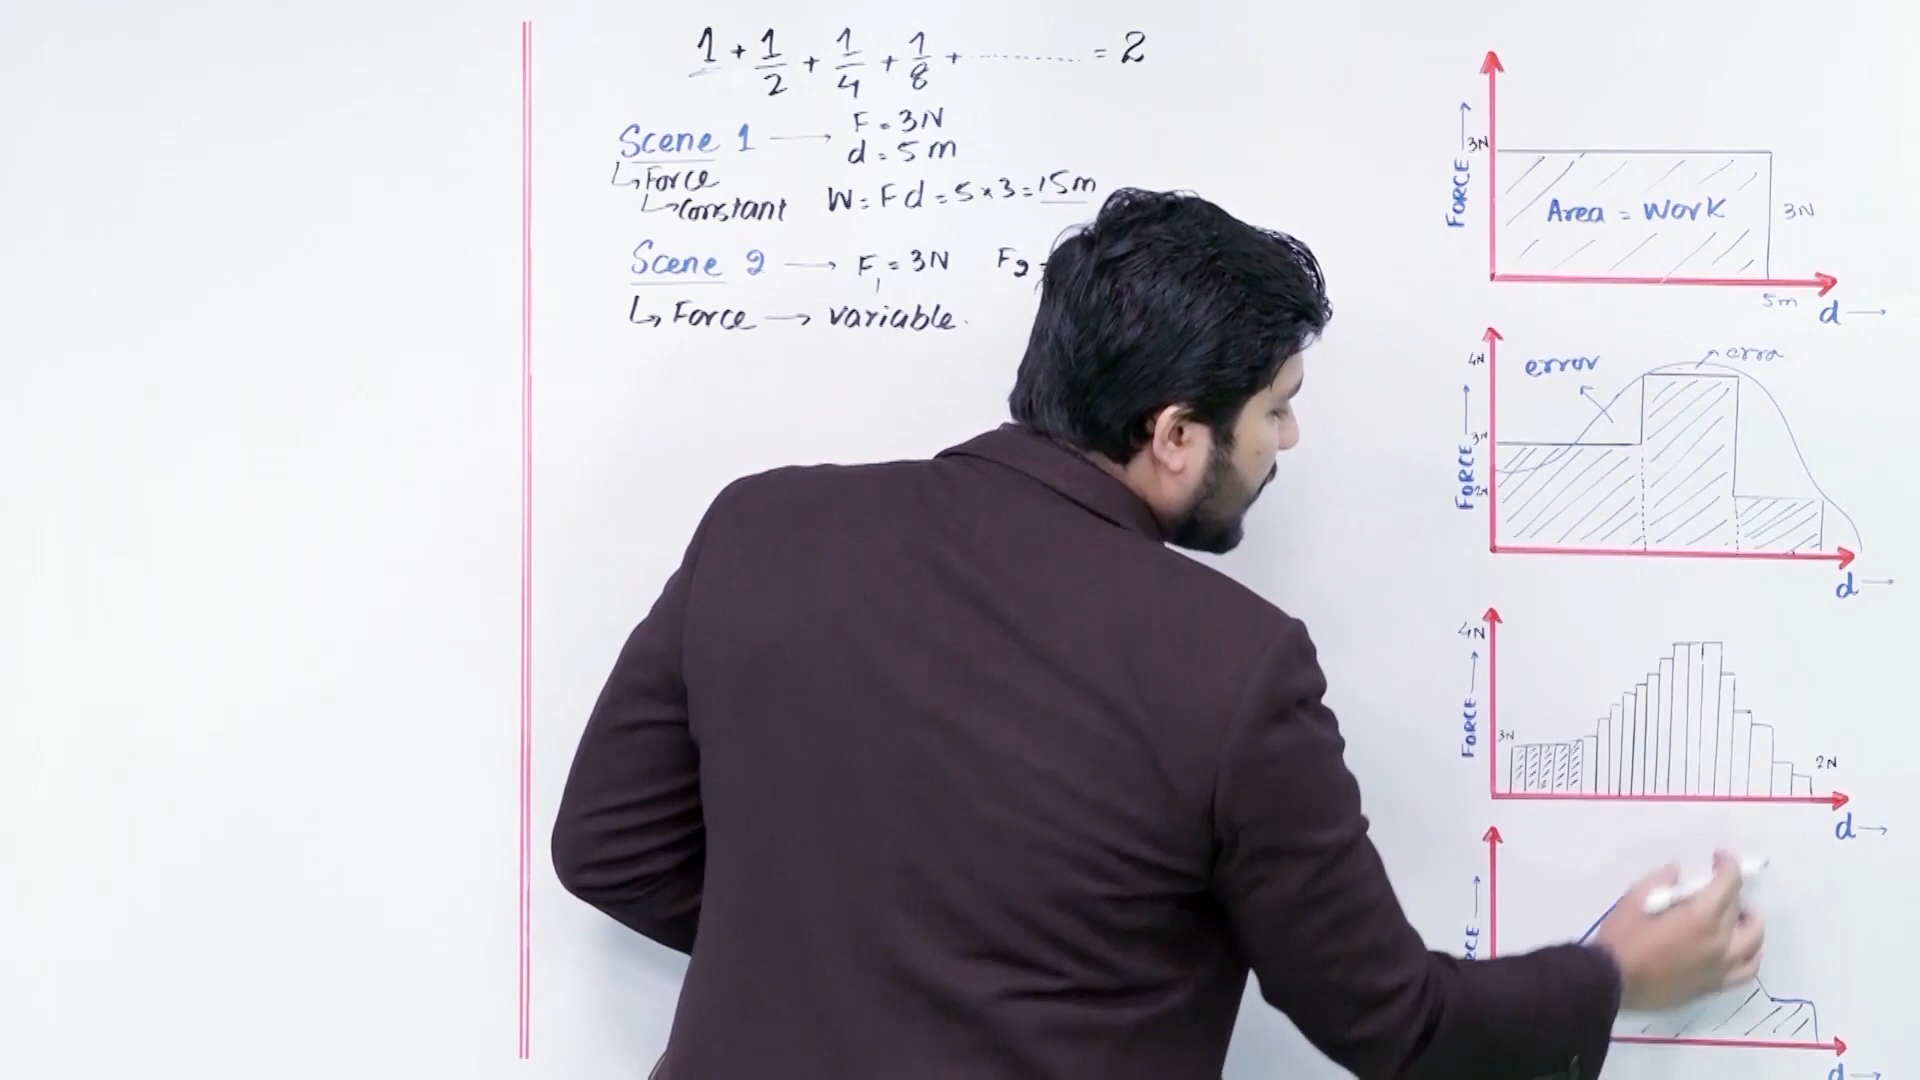 1 + 1/2 + 1/4 + 1/8 + ............ = 2
Scene 1 → F = 3N
d = 5m
↳ Force
↳ Constant
W = Fd = 5 × 3 = 15m
Scene 2 → F1 = 3N F2
↳ Force → variable.
FORCE →
3N
Area = Work
3N
5m
d →
FORCE →
4N
3N
2N
error
erro
d →
FORCE →
4N
3N
2N
d →
RCE →
d →